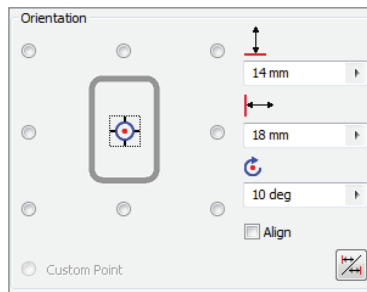 Orientation
14 mm
18 mm
10 deg
Align
Custom Point